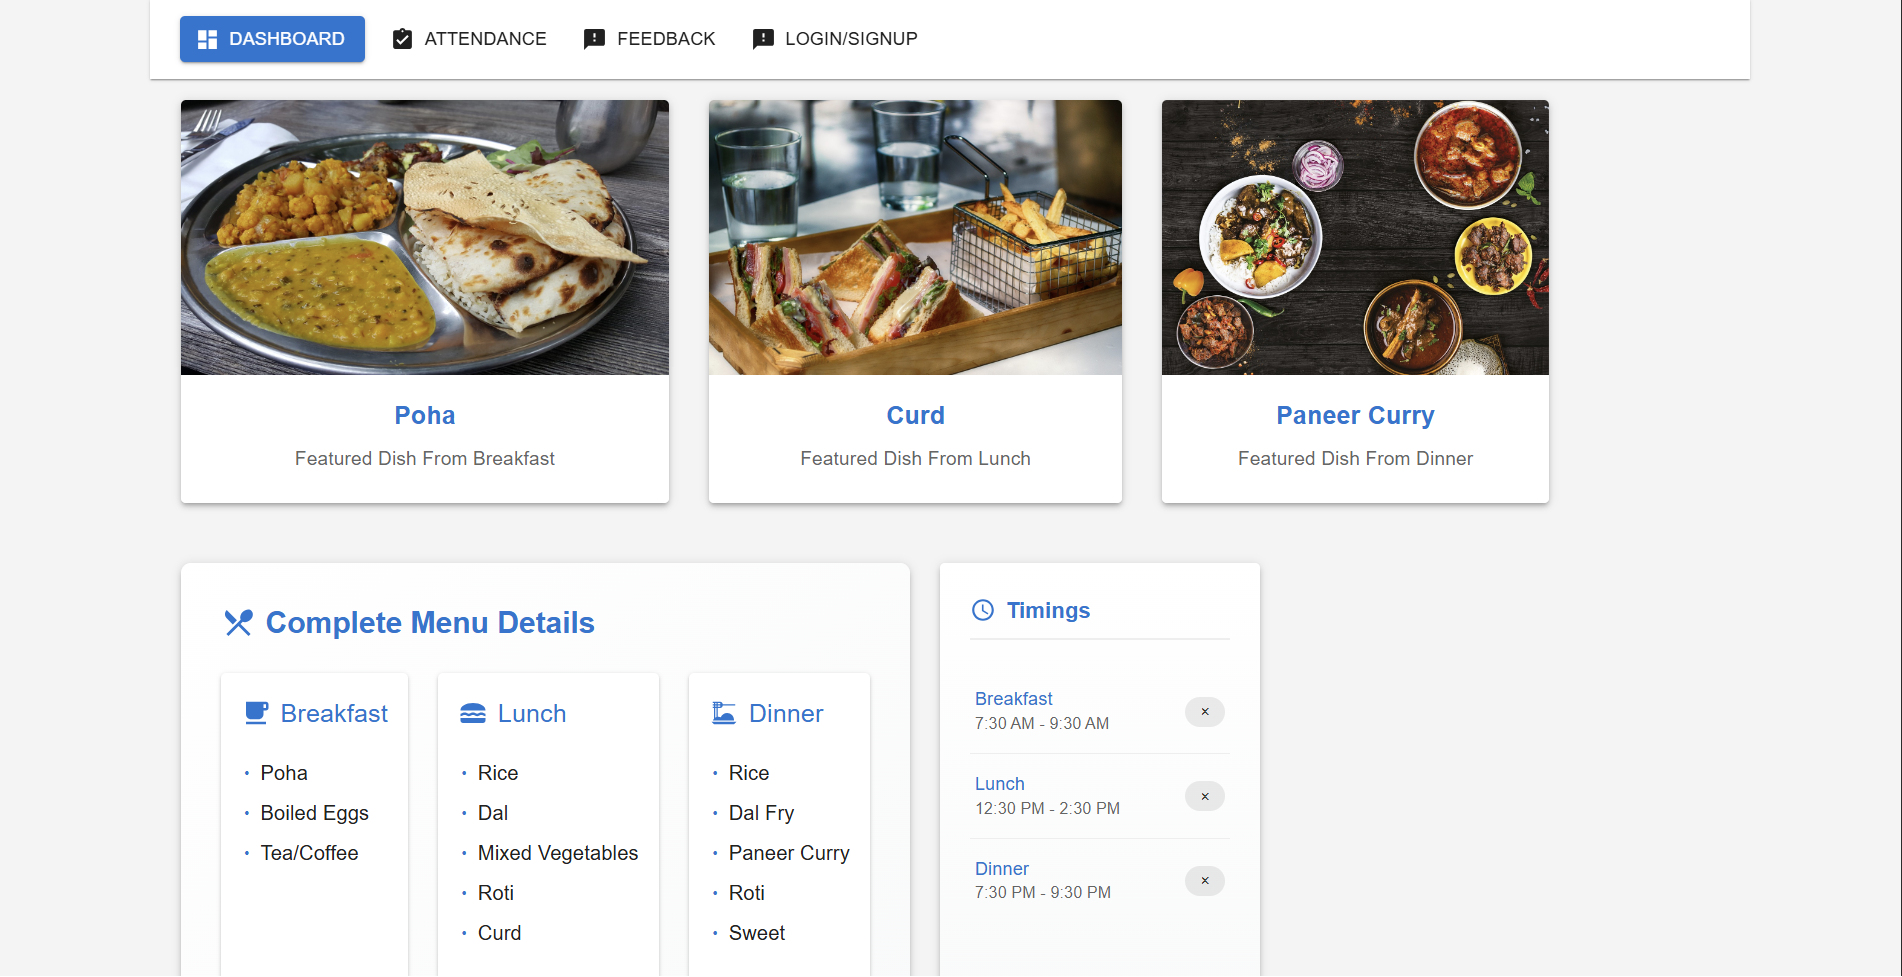 DASHBOARD ATTENDANCE FEEDBACK LOGIN/SIGNUP
Poha
Featured Dish From Breakfast
Curd
Featured Dish From Lunch
Paneer Curry
Featured Dish From Dinner
Complete Menu Details
Breakfast
• Poha
• Boiled Eggs
• Tea/Coffee
Lunch
• Rice
• Dal
• Mixed Vegetables
• Roti
• Curd
Dinner
• Rice
• Dal Fry
• Paneer Curry
• Roti
• Sweet
Timings
Breakfast
7:30 AM - 9:30 AM
×
Lunch
12:30 PM - 2:30 PM
×
Dinner
7:30 PM - 9:30 PM
×